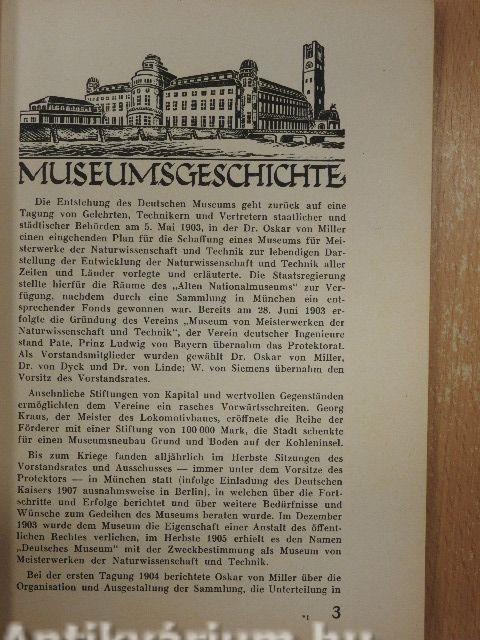 MUSEUMSGESCHICHTE
Die Entstehung des Deutschen Museums geht zurück auf eine
Tagung von Gelehrten, Technikern und Vertretern staatlicher und
städtischer Behörden am 5. Mai 1903, in der Dr. Oskar von Miller
einen eingehenden Plan für die Schaffung eines Museums für Mei-
sterwerke der Naturwissenschaft und Technik zur lebendigen Dar-
stellung der Entwicklung der Naturwissenschaft und Technik aller
Zeiten und Länder vorlegte und erläuterte. Die Staatsregierung
stellte hierfür die Räume des „Alten Nationalmuseums" zur Ver-
fügung, nachdem durch eine Sammlung in München ein ent-
sprechender Fonds gewonnen war. Bereits am 28. Juni 1903 er-
folgte die Gründung des Vereins „Museum von Meisterwerken der
Naturwissenschaft und Technik", der Verein deutscher Ingenieure
stand Pate, Prinz Ludwig von Bayern übernahm das Protektorat.
Als Vorstandsmitglieder wurden gewählt Dr. Oskar von Miller,
Dr. von Dyck und Dr. von Linde; W. von Siemens übernahm den
Vorsitz des Vorstandsrates.
Ansehnliche Stiftungen von Kapital und wertvollen Gegenständen
ermöglichten dem Vereine ein rasches Vorwärtsschreiten. Georg
Kraus, der Meister des Lokomotivbaues, eröffnete die Reihe der
Förderer mit einer Stiftung von 100 000 Mark, die Stadt schenkte
für einen Museumsneubau Grund und Boden auf der Kohleninsel.
Bis zum Kriege fanden alljährlich im Herbste Sitzungen des
Vorstandsrates und Ausschusses — immer unter dem Vorsitze des
Protektors — in München statt (infolge Einladung des Deutschen
Kaisers 1907 ausnahmsweise in Berlin), in welchen über die Fort-
schritte und Erfolge berichtet und über weitere Bedürfnisse und
Wünsche zum Gedeihen des Museums beraten wurde. Im Dezember
1903 wurde dem Museum die Eigenschaft einer Anstalt des öffent-
lichen Rechtes verliehen, im Herbste 1905 erhielt es den Namen
„Deutsches Museum" mit der Zweckbestimmung als Museum von
Meisterwerken der Naturwissenschaft und Technik.
Bei der ersten Tagung 1904 berichtete Oskar von Miller über die
Organisation und Ausgestaltung der Sammlung, die Unterteilung in
3
Antikvárium.hu